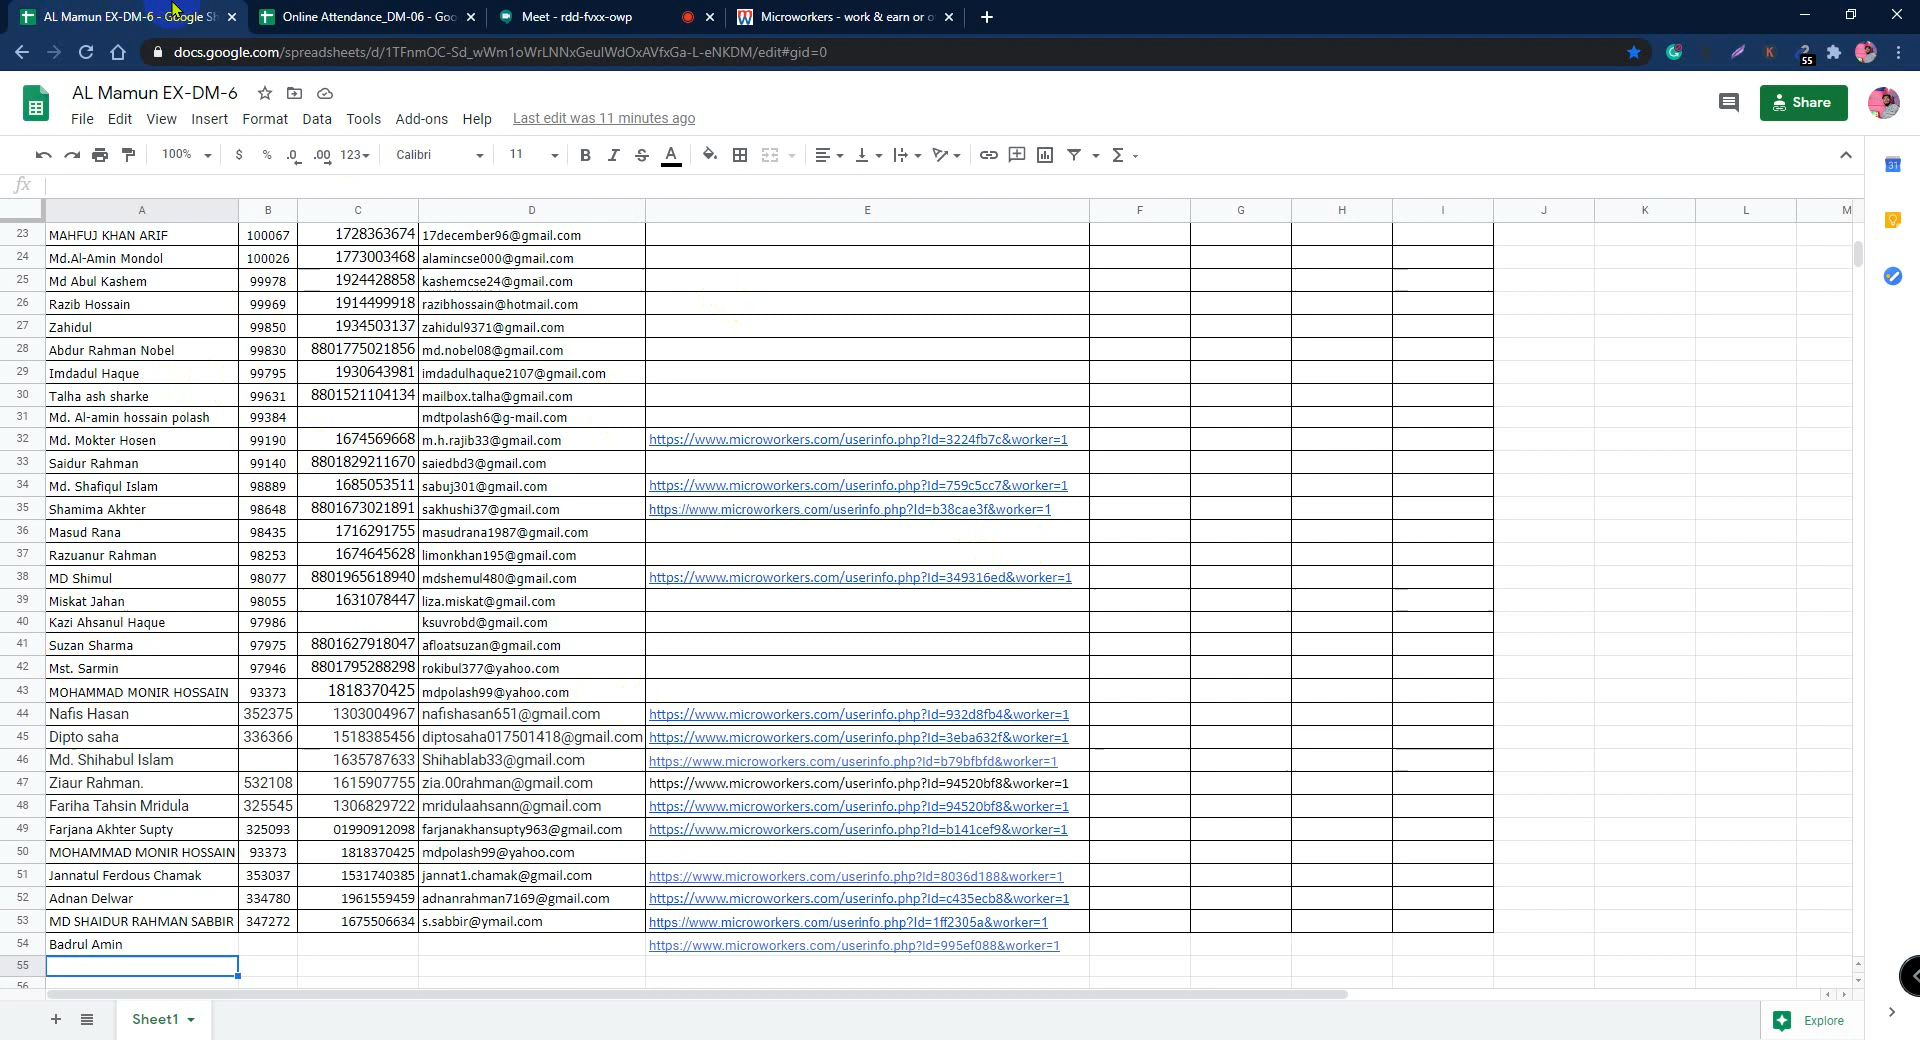 AL Mamun EX-DM-6 - Google Sh
Online Attendance_DM-06 - Goo
Meet - rdd-fvxx-owp
Microworkers - work & earn or o
docs.google.com/spreadsheets/d/1TFnmOC-Sd_wWm1oWrLNNxGeulWdOxAVfxGa-L-eNKDM/edit#gid=0
K
55
AL Mamun EX-DM-6
Share
File Edit View Insert Format Data Tools Add-ons Help Last edit was 11 minutes ago
100% $ % .0 .00 123 Calibri 11 B I S A Σ
31
fx
A B C D E F G H I J K L M
23 MAHFUJ KHAN ARIF 100067 1728363674 17december96@gmail.com
24 Md.Al-Amin Mondol 100026 1773003468 alamincse000@gmail.com
25 Md Abul Kashem 99978 1924428858 kashemcse24@gmail.com
26 Razib Hossain 99969 1914499918 razibhossain@hotmail.com
27 Zahidul 99850 1934503137 zahidul9371@gmail.com
28 Abdur Rahman Nobel 99830 8801775021856 md.nobel08@gmail.com
29 Imdadul Haque 99795 1930643981 imdadulhaque2107@gmail.com
30 Talha ash sharke 99631 8801521104134 mailbox.talha@gmail.com
31 Md. Al-amin hossain polash 99384 mdtpolash6@g-mail.com
32 Md. Mokter Hosen 99190 1674569668 m.h.rajib33@gmail.com https://www.microworkers.com/userinfo.php?Id=3224fb7c&worker=1
33 Saidur Rahman 99140 8801829211670 saiedbd3@gmail.com
34 Md. Shafiqul Islam 98889 1685053511 sabuj301@gmail.com https://www.microworkers.com/userinfo.php?Id=759c5cc7&worker=1
35 Shamima Akhter 98648 8801673021891 sakhushi37@gmail.com https://www.microworkers.com/userinfo.php?Id=b38cae3f&worker=1
36 Masud Rana 98435 1716291755 masudrana1987@gmail.com
37 Razuanur Rahman 98253 1674645628 limonkhan195@gmail.com
38 MD Shimul 98077 8801965618940 mdshemul480@gmail.com https://www.microworkers.com/userinfo.php?Id=349316ed&worker=1
39 Miskat Jahan 98055 1631078447 liza.miskat@gmail.com
40 Kazi Ahsanul Haque 97986 ksuvrobd@gmail.com
41 Suzan Sharma 97975 8801627918047 afloatsuzan@gmail.com
42 Mst. Sarmin 97946 8801795288298 rokibul377@yahoo.com
43 MOHAMMAD MONIR HOSSAIN 93373 1818370425 mdpolash99@yahoo.com
44 Nafis Hasan 352375 1303004967 nafishasan651@gmail.com https://www.microworkers.com/userinfo.php?Id=932d8fb4&worker=1
45 Dipto saha 336366 1518385456 diptosaha017501418@gmail.com https://www.microworkers.com/userinfo.php?Id=3eba632f&worker=1
46 Md. Shihabul Islam 1635787633 Shihablab33@gmail.com https://www.microworkers.com/userinfo.php?Id=b79bfbfd&worker=1
47 Ziaur Rahman. 532108 1615907755 zia.00rahman@gmail.com https://www.microworkers.com/userinfo.php?Id=94520bf8&worker=1
48 Fariha Tahsin Mridula 325545 1306829722 mridulaahsann@gmail.com https://www.microworkers.com/userinfo.php?Id=94520bf8&worker=1
49 Farjana Akhter Supty 325093 01990912098 farjanakhansupty963@gmail.com https://www.microworkers.com/userinfo.php?Id=b141cef9&worker=1
50 MOHAMMAD MONIR HOSSAIN 93373 1818370425 mdpolash99@yahoo.com
51 Jannatul Ferdous Chamak 353037 1531740385 jannat1.chamak@gmail.com https://www.microworkers.com/userinfo.php?Id=8036d188&worker=1
52 Adnan Delwar 334780 1961559459 adnanrahman7169@gmail.com https://www.microworkers.com/userinfo.php?Id=c435ecb8&worker=1
53 MD SHAIDUR RAHMAN SABBIR 347272 1675506634 s.sabbir@ymail.com https://www.microworkers.com/userinfo.php?Id=1ff2305a&worker=1
54 Badrul Amin https://www.microworkers.com/userinfo.php?Id=995ef088&worker=1
55
56
Sheet1
Explore